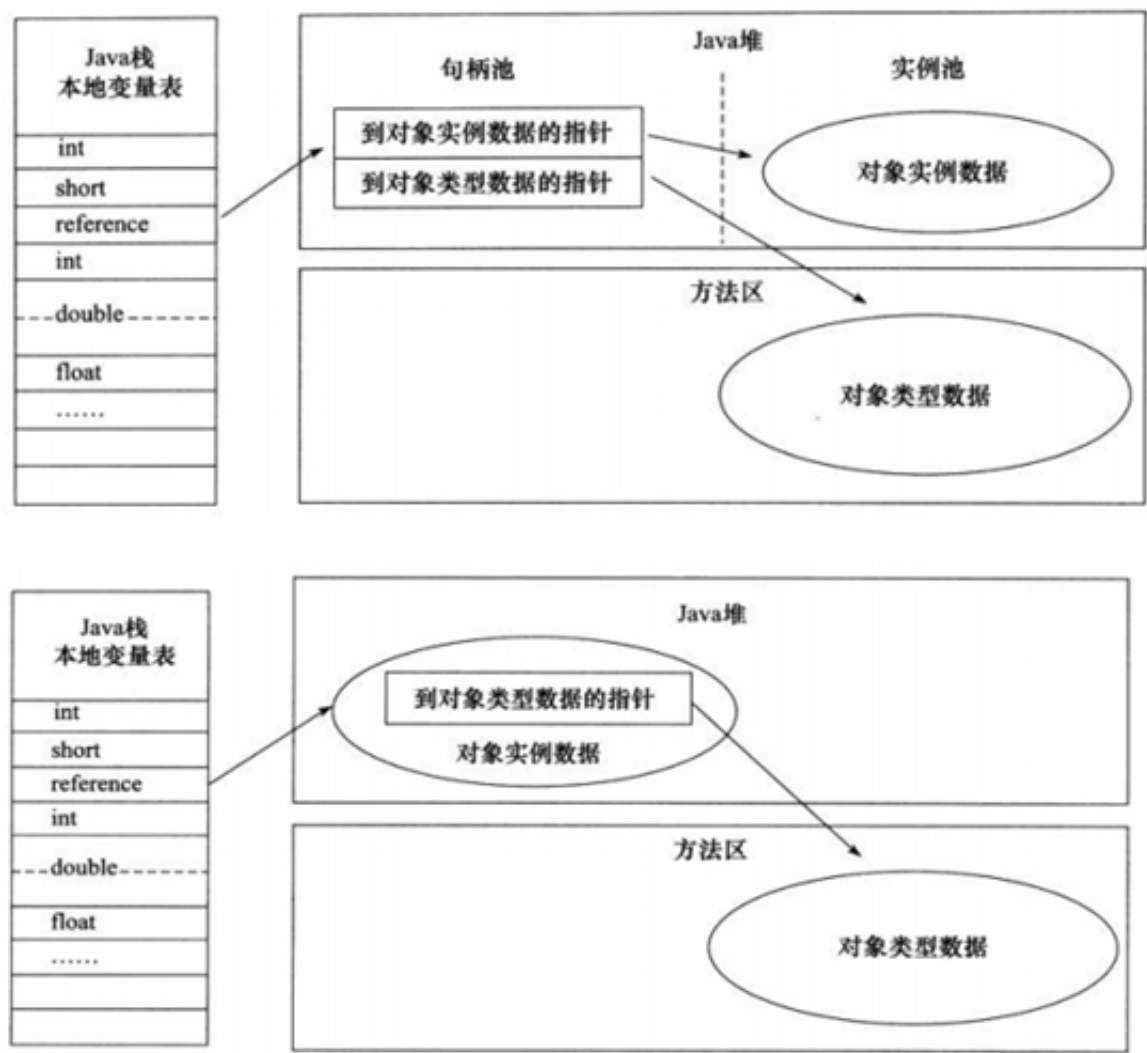 Java栈
本地变量表
int
short
reference
int
double
float
……
Java堆
句柄池
实例池
到对象实例数据的指针
到对象类型数据的指针
对象实例数据
方法区
对象类型数据
Java栈
本地变量表
int
short
reference
int
double
float
……
Java堆
到对象类型数据的指针
对象实例数据
方法区
对象类型数据